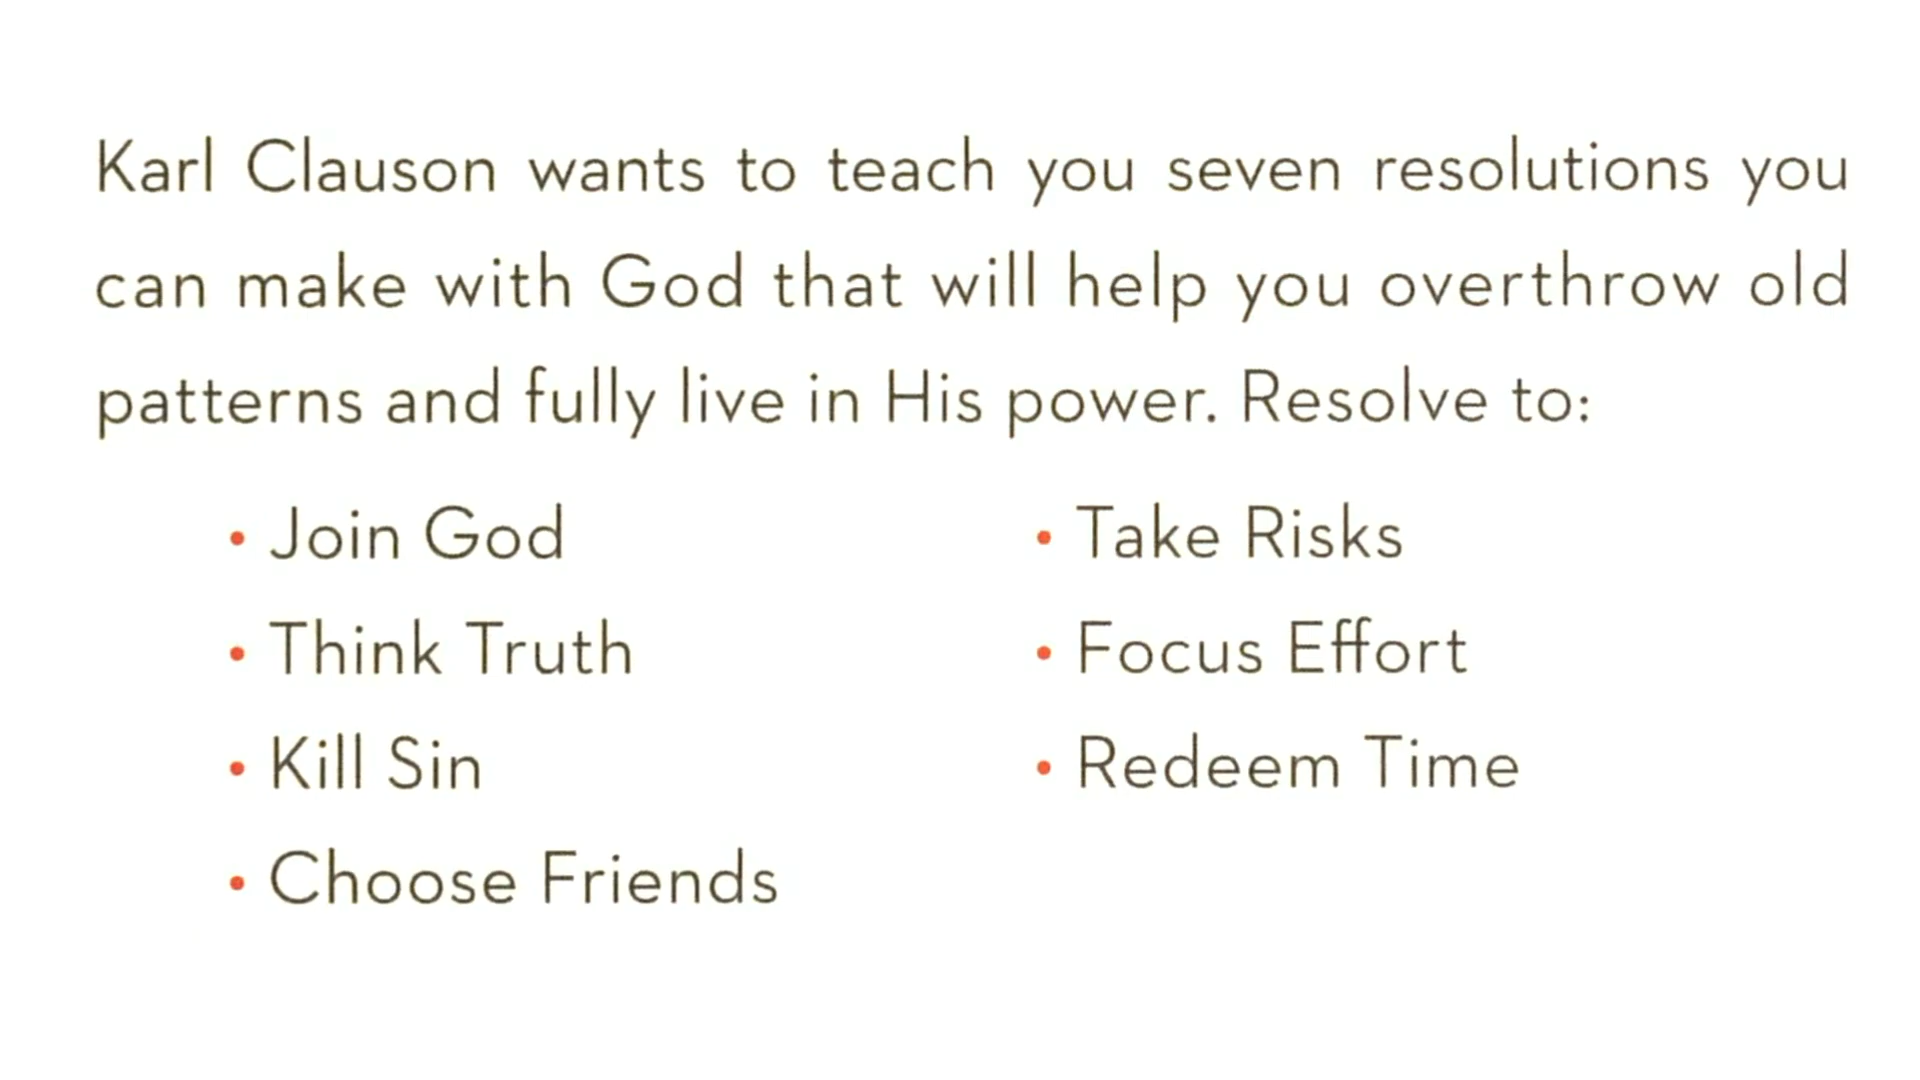 Karl Clauson wants to teach you seven resolutions you
can make with God that will help you overthrow old
patterns and fully live in His power. Resolve to:
• Join God
• Think Truth
• Kill Sin
• Choose Friends
• Take Risks
• Focus Effort
• Redeem Time